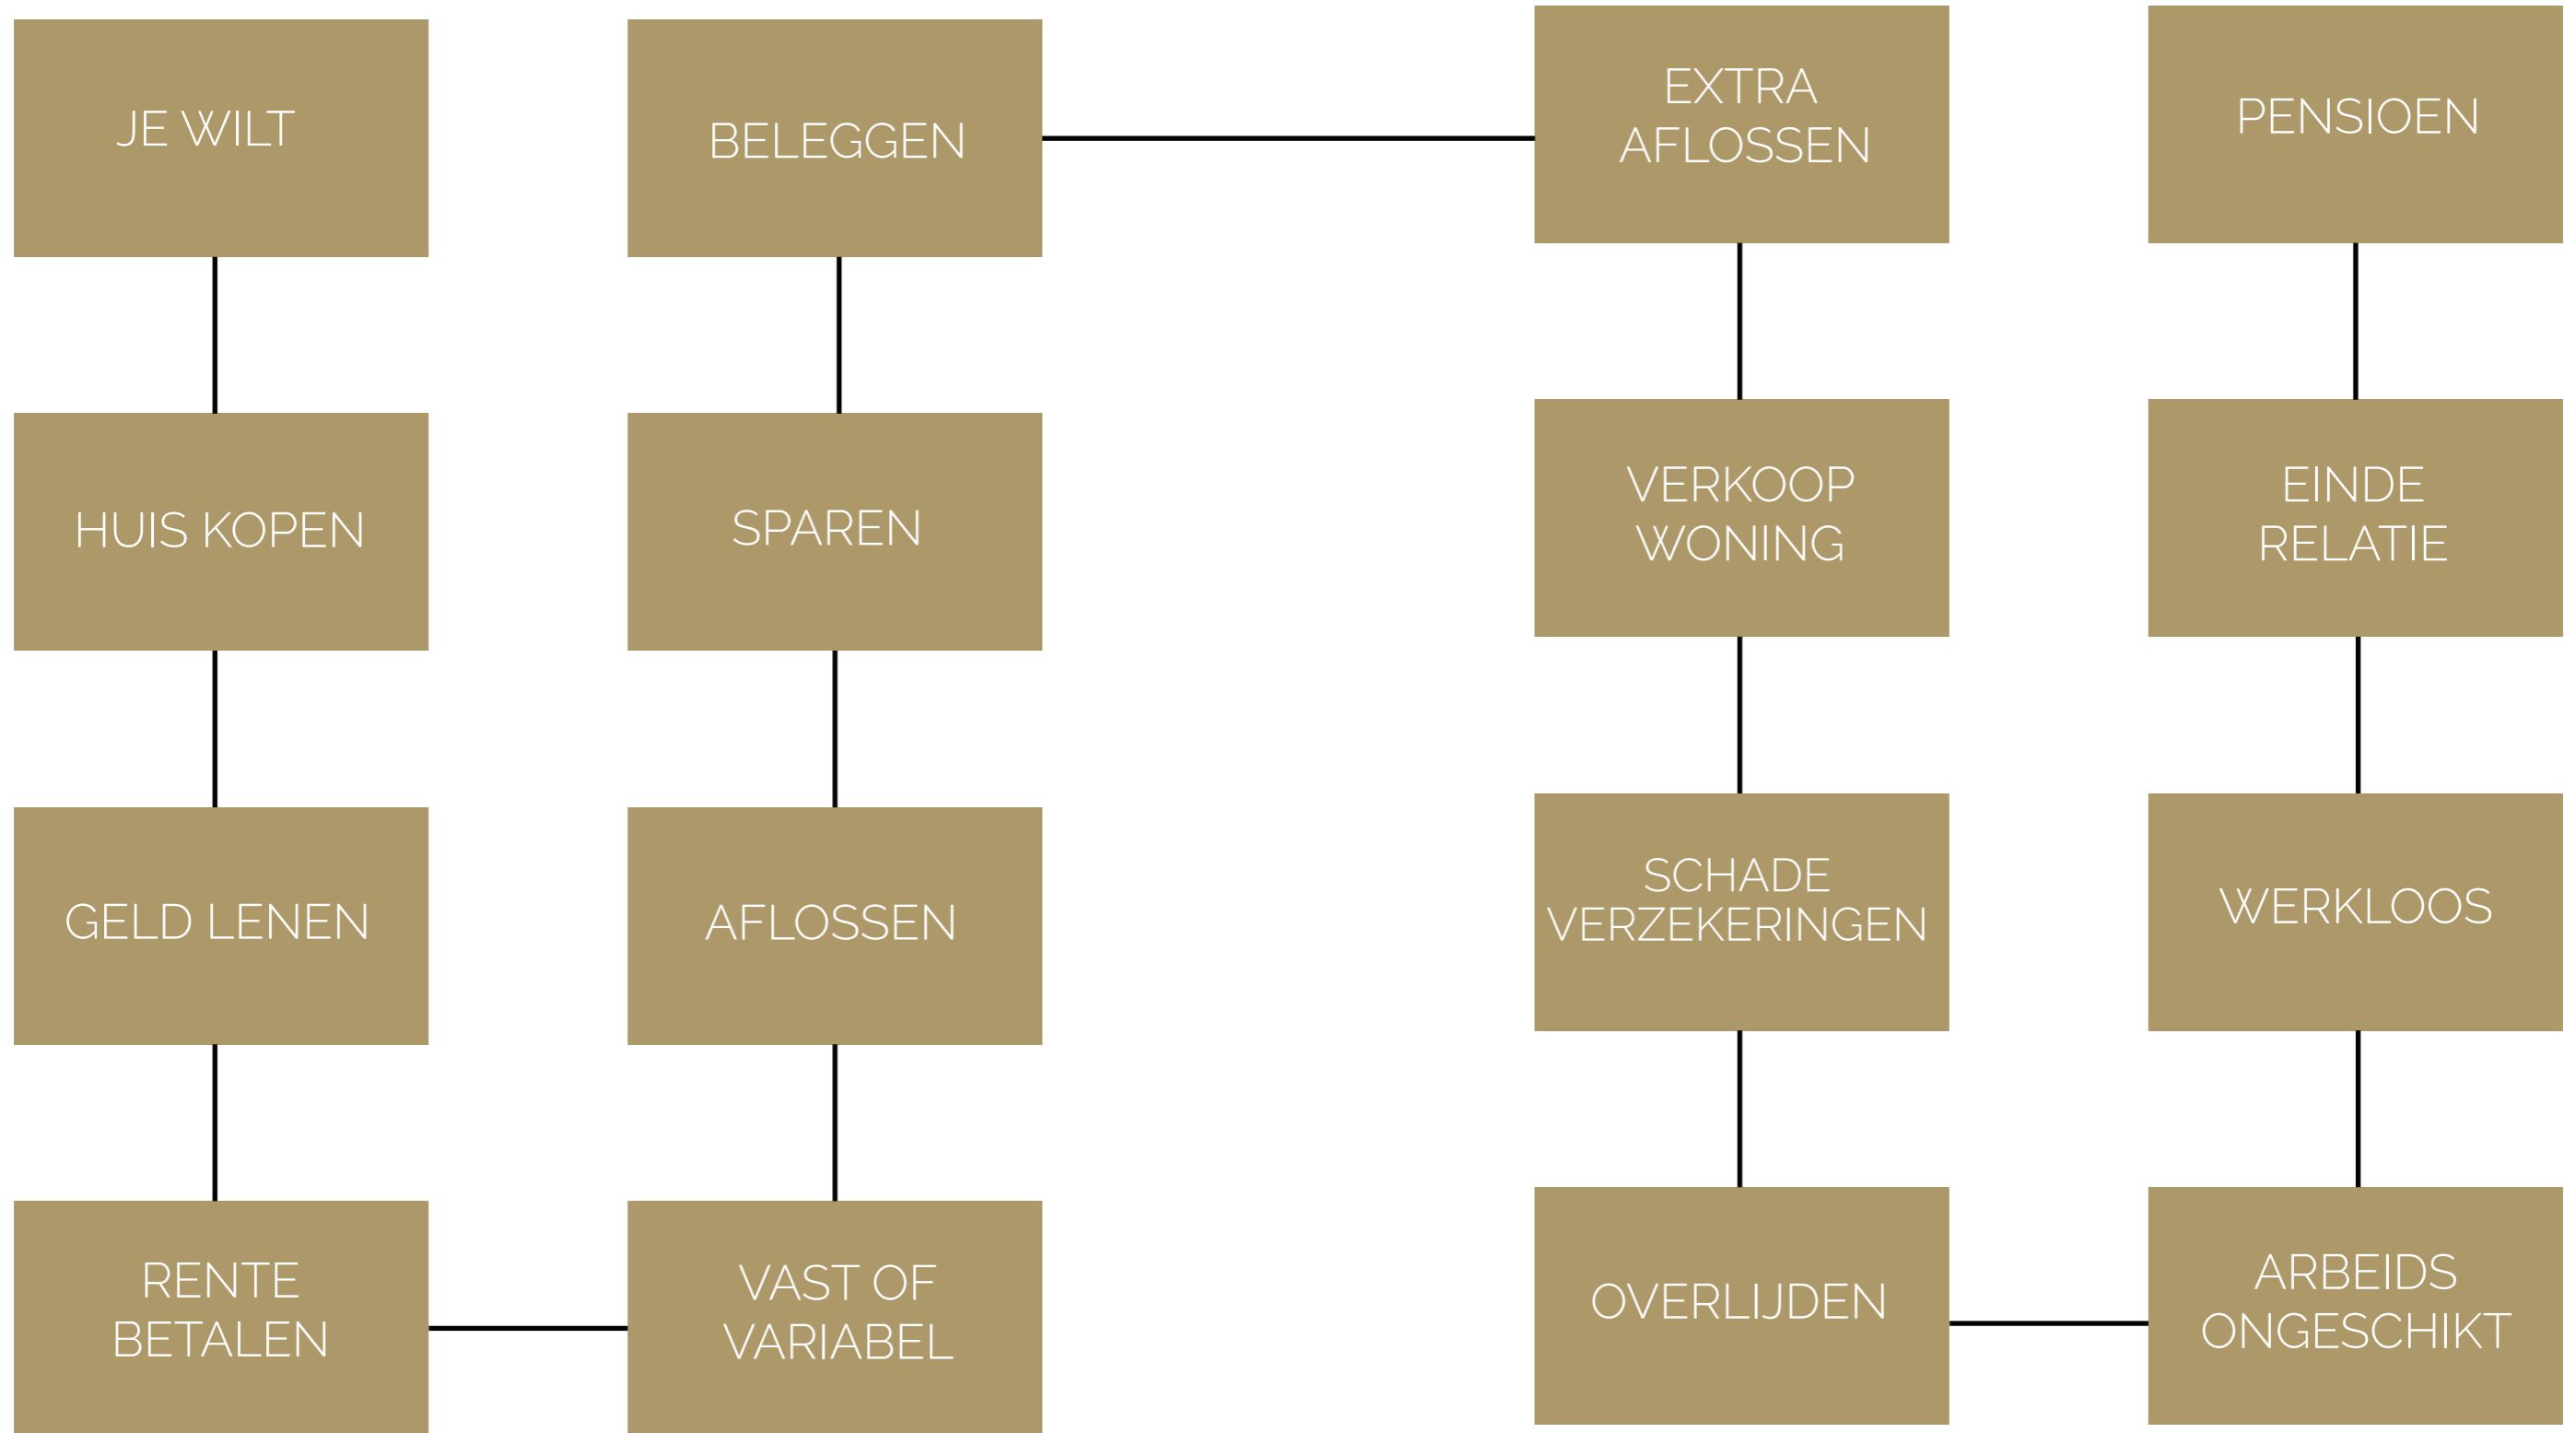 JE WILT
HUIS KOPEN
GELD LENEN
RENTE
BETALEN
VAST OF
VARIABEL
AFLOSSEN
SPAREN
BELEGGEN
EXTRA
AFLOSSEN
VERKOOP
WONING
SCHADE
VERZEKERINGEN
OVERLIJDEN
ARBEIDS
ONGESCHIKT
WERKLOOS
EINDE
RELATIE
PENSIOEN